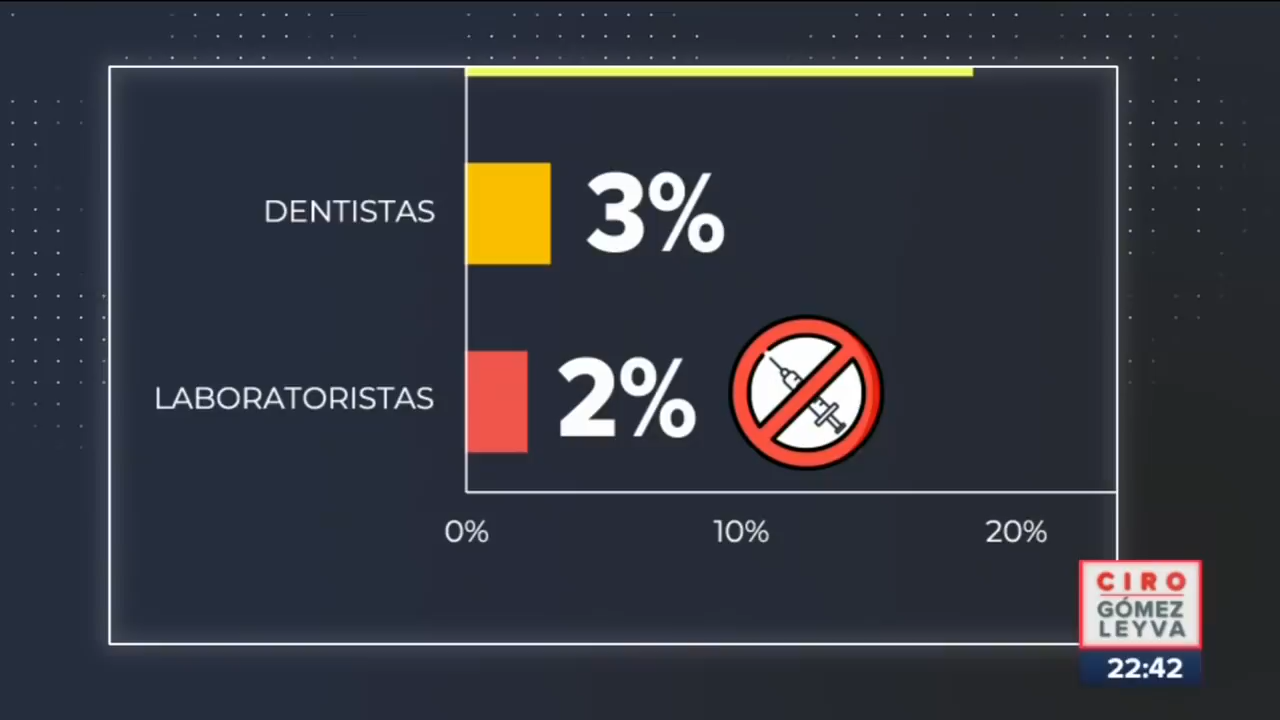 DENTISTAS
3%
LABORATORISTAS
2%
0% 10% 20%
CIRO
GÓMEZ
LEYVA
22:42